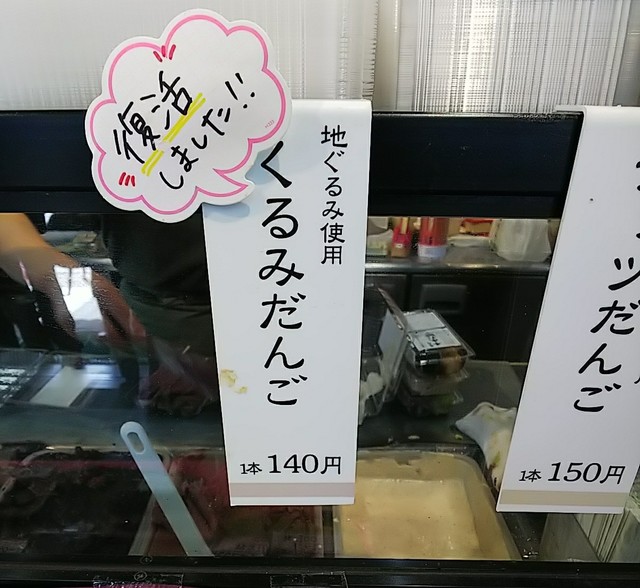 復活
しました!!
地ぐるみ使用
くるみだんご
1本 140円
ツだんご
1本 150円